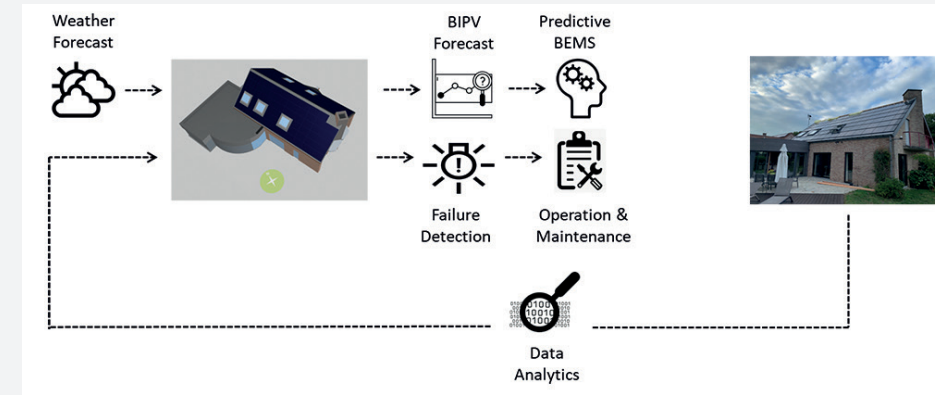 Weather
Forecast
BIPV
Forecast
Predictive
BEMS
Failure
Detection
Operation &
Maintenance
Data
Analytics